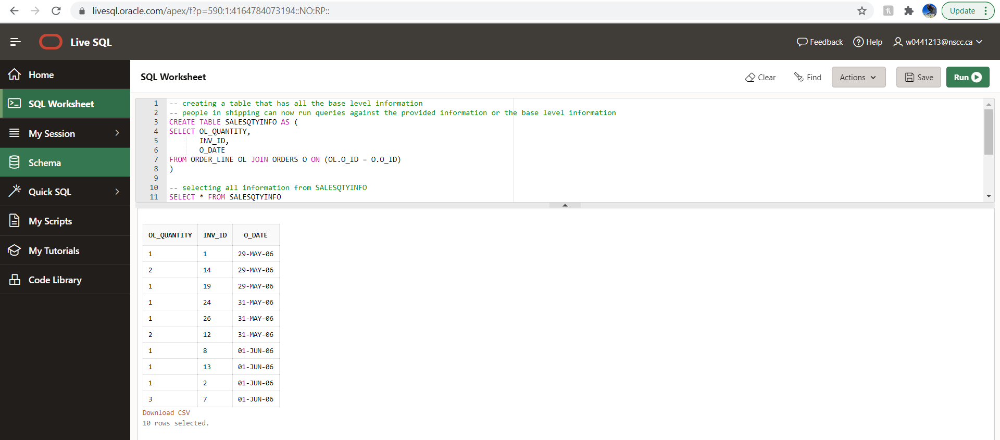 livesql.oracle.com/apex/f?p=590:1:4164784073194::NO:RP::
Update
Live SQL
Feedback
Help
w0441213@nscc.ca
Home
SQL Worksheet
My Session
Schema
Quick SQL
My Scripts
My Tutorials
Code Library
SQL Worksheet
Clear
Find
Actions
Save
Run
1 -- creating a table that has all the base level information
2 -- people in shipping can now run queries against the provided information or the base level information
3 CREATE TABLE SALESQTYINFO AS (
4 SELECT OL_QUANTITY,
5 INV_ID,
6 O_DATE
7 FROM ORDER_LINE OL JOIN ORDERS O ON (OL.O_ID = O.O_ID)
8 )
9
10 -- selecting all information from SALESQTYINFO
11 SELECT * FROM SALESQTYINFO
OL_QUANTITY INV_ID O_DATE
1 1 29-MAY-06
2 14 29-MAY-06
1 19 29-MAY-06
1 24 31-MAY-06
1 26 31-MAY-06
2 12 31-MAY-06
1 8 01-JUN-06
1 13 01-JUN-06
1 2 01-JUN-06
3 7 01-JUN-06
Download CSV
10 rows selected.